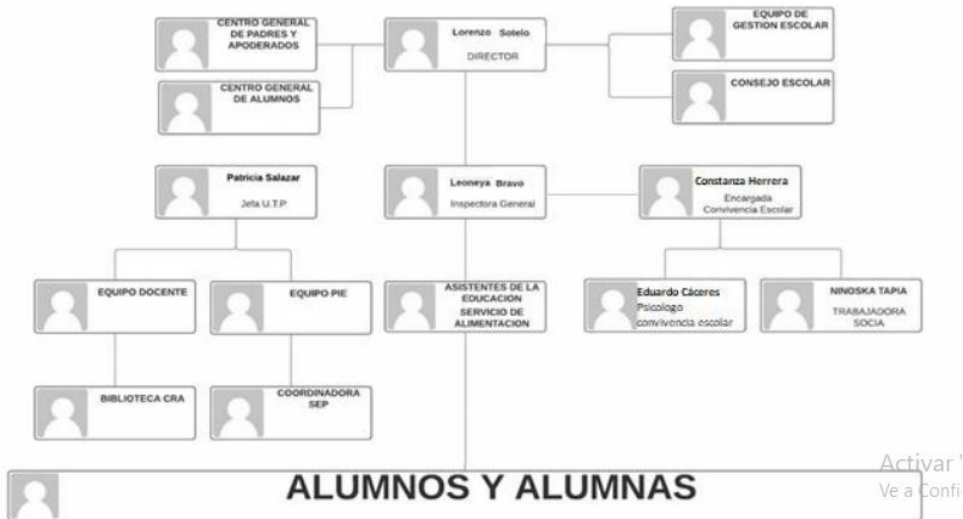 CENTRO GENERAL
DE PADRES Y
APODERADOS
Lorenzo Sotelo
DIRECTOR
EQUIPO DE
GESTION ESCOLAR
CENTRO GENERAL
DE ALUMNOS
CONSEJO ESCOLAR
Patricia Salazar
Jefa U.T.P
Leoneya Bravo
Inspectora General
Constanza Herrera
Encargada
Convivencia Escolar
EQUIPO DOCENTE
EQUIPO PIE
ASISTENTES DE LA
EDUCACION
SERVICIO DE
ALIMENTACION
Eduardo Cáceres
Psicologo
convivencia escolar
NINOSKA TAPIA
TRABAJADORA
SOCIA
BIBLIOTECA CRA
COORDINADORA
SEP
ALUMNOS Y ALUMNAS
Activar
Ve a Confi